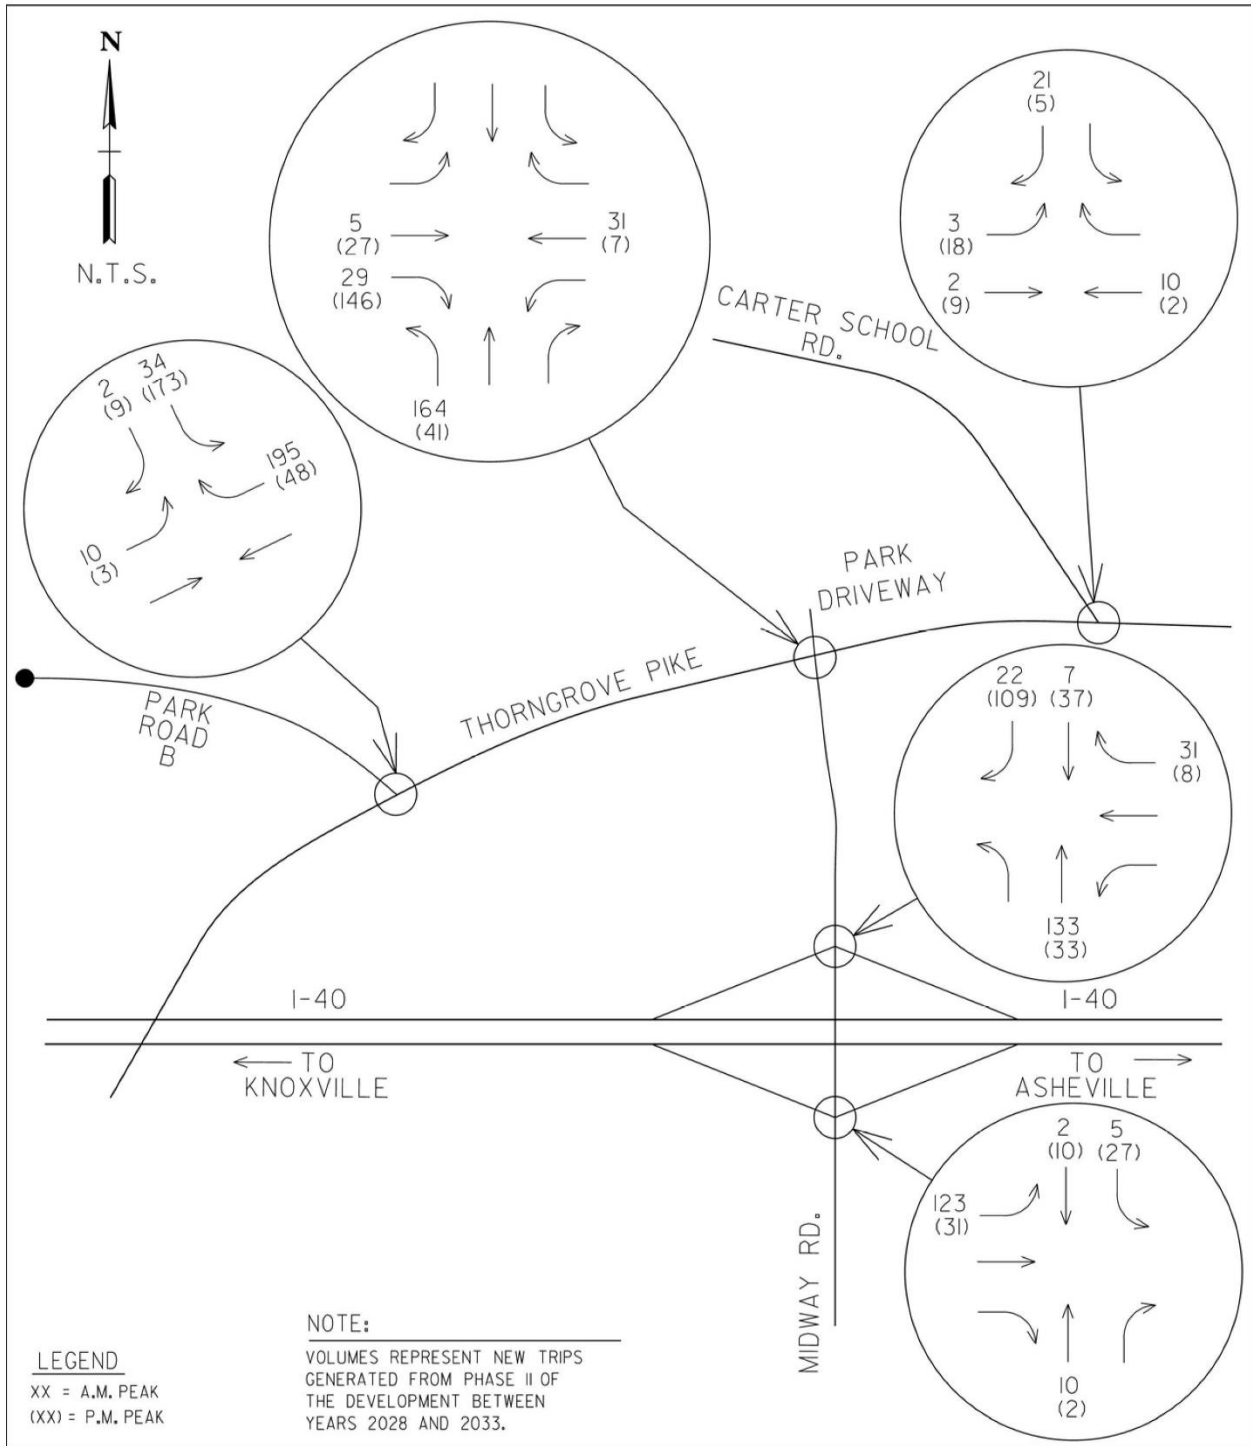 N
N.T.S.
5
(27)
29
(146)
31
(7)
164
(41)
21
(5)
3
(18)
2
(9)
10
(2)
2
(9)
34
(173)
195
(48)
10
(3)
CARTER SCHOOL
RD.
PARK
DRIVEWAY
THORNGROVE PIKE
PARK
ROAD
B
22
(109)
7
(37)
31
(8)
133
(33)
I-40
I-40
TO
KNOXVILLE
TO
ASHEVILLE
2
(10)
5
(27)
123
(31)
10
(2)
MIDWAY RD.
LEGEND
XX = A.M. PEAK
(XX) = P.M. PEAK
NOTE:
VOLUMES REPRESENT NEW TRIPS
GENERATED FROM PHASE II OF
THE DEVELOPMENT BETWEEN
YEARS 2028 AND 2033.